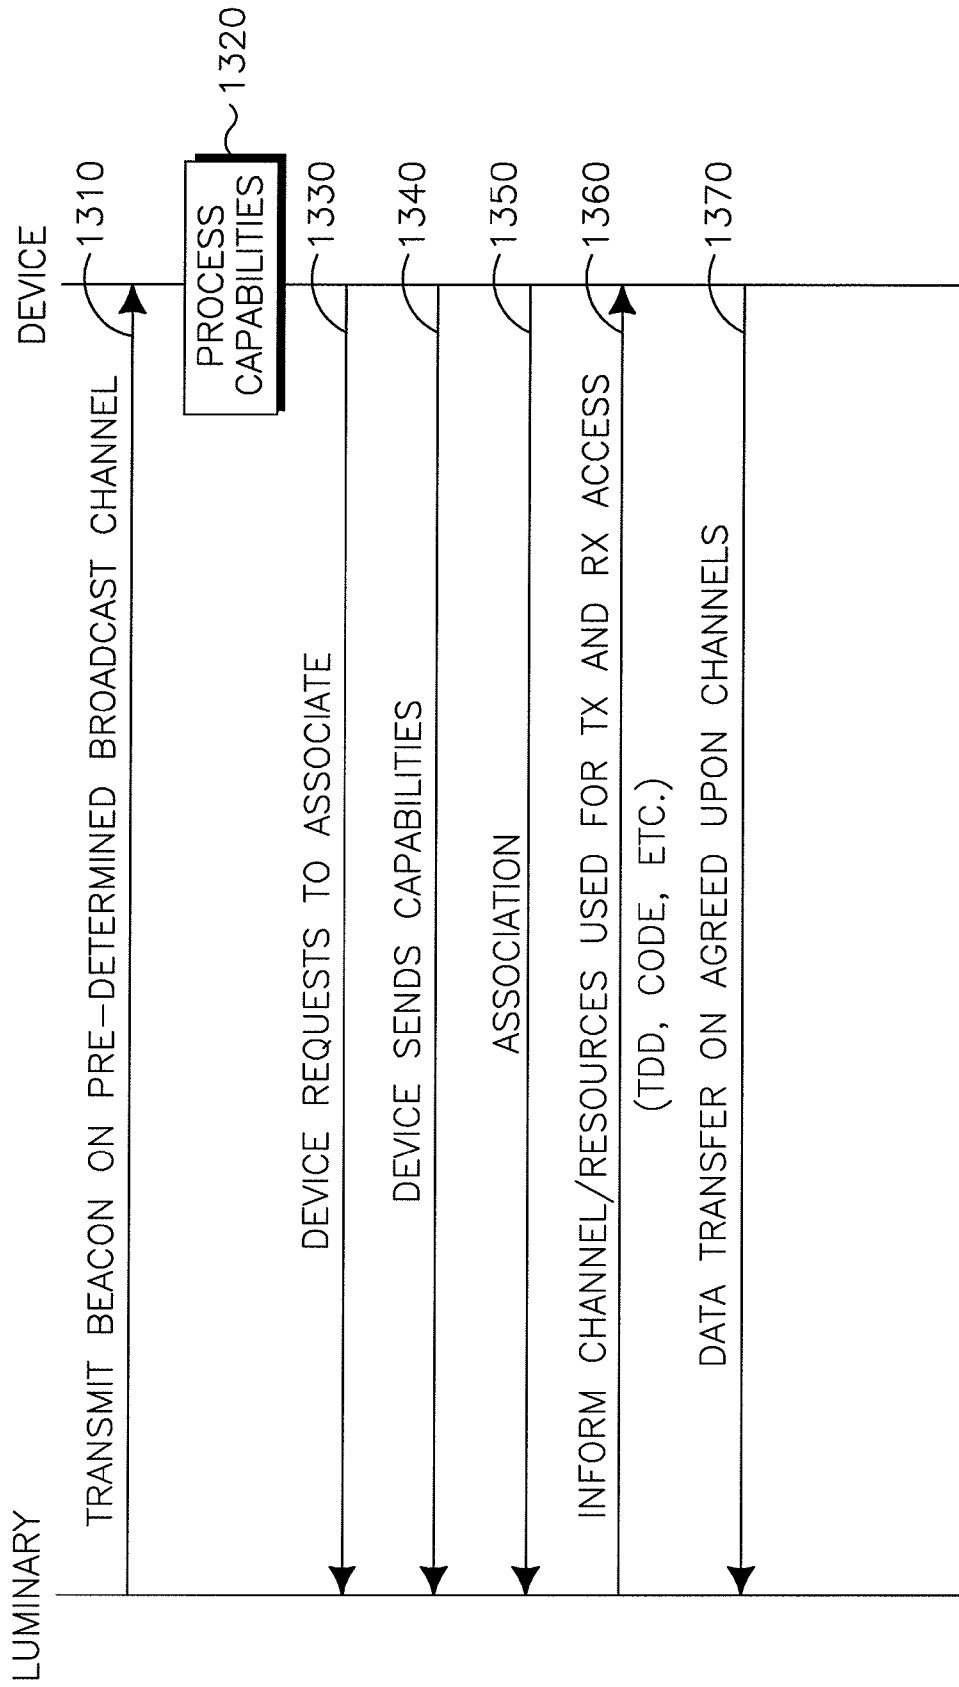 LUMINARY
DEVICE
TRANSMIT BEACON ON PRE-DETERMINED BROADCAST CHANNEL
1310
PROCESS
CAPABILITIES
1320
DEVICE REQUESTS TO ASSOCIATE
1330
DEVICE SENDS CAPABILITIES
1340
ASSOCIATION
1350
INFORM CHANNEL/RESOURCES USED FOR TX AND RX ACCESS
1360
(TDD, CODE, ETC.)
DATA TRANSFER ON AGREED UPON CHANNELS
1370